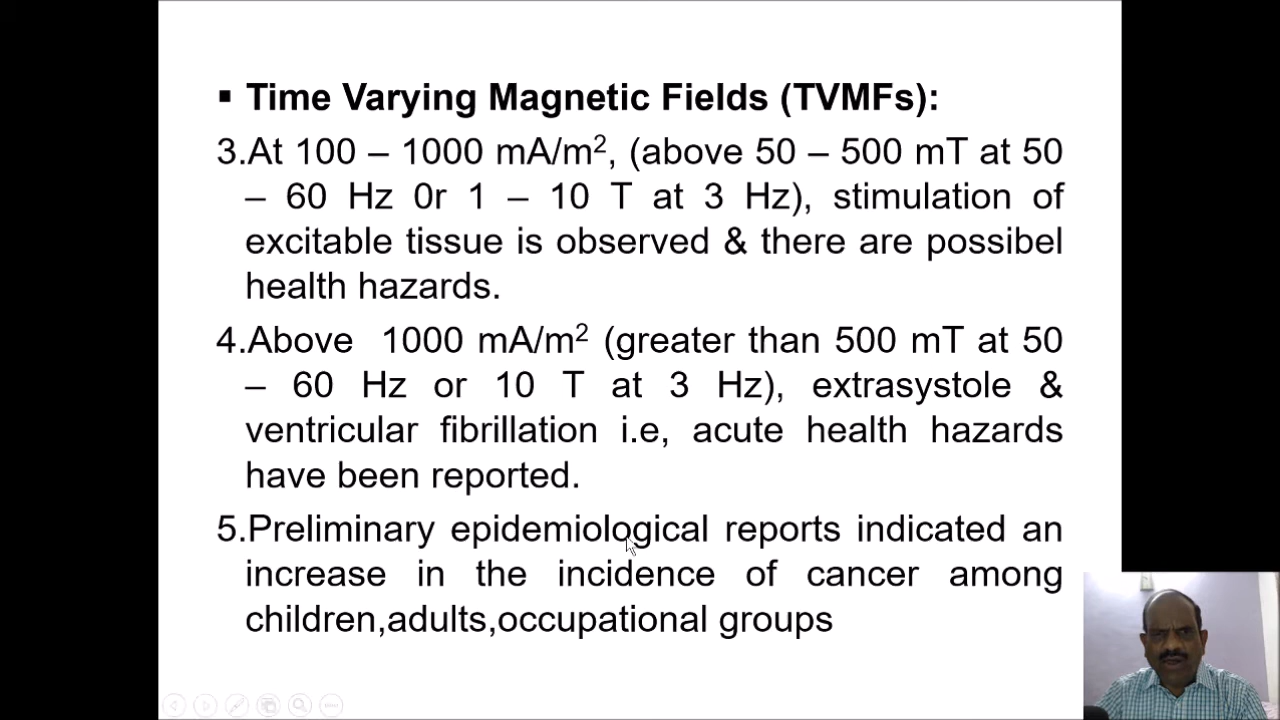 ▪ Time Varying Magnetic Fields (TVMFs):
3.At 100 – 1000 mA/m², (above 50 – 500 mT at 50
– 60 Hz 0r 1 – 10 T at 3 Hz), stimulation of
excitable tissue is observed & there are possibel
health hazards.
4.Above 1000 mA/m² (greater than 500 mT at 50
– 60 Hz or 10 T at 3 Hz), extrasystole &
ventricular fibrillation i.e, acute health hazards
have been reported.
5.Preliminary epidemiological reports indicated an
increase in the incidence of cancer among
children,adults,occupational groups